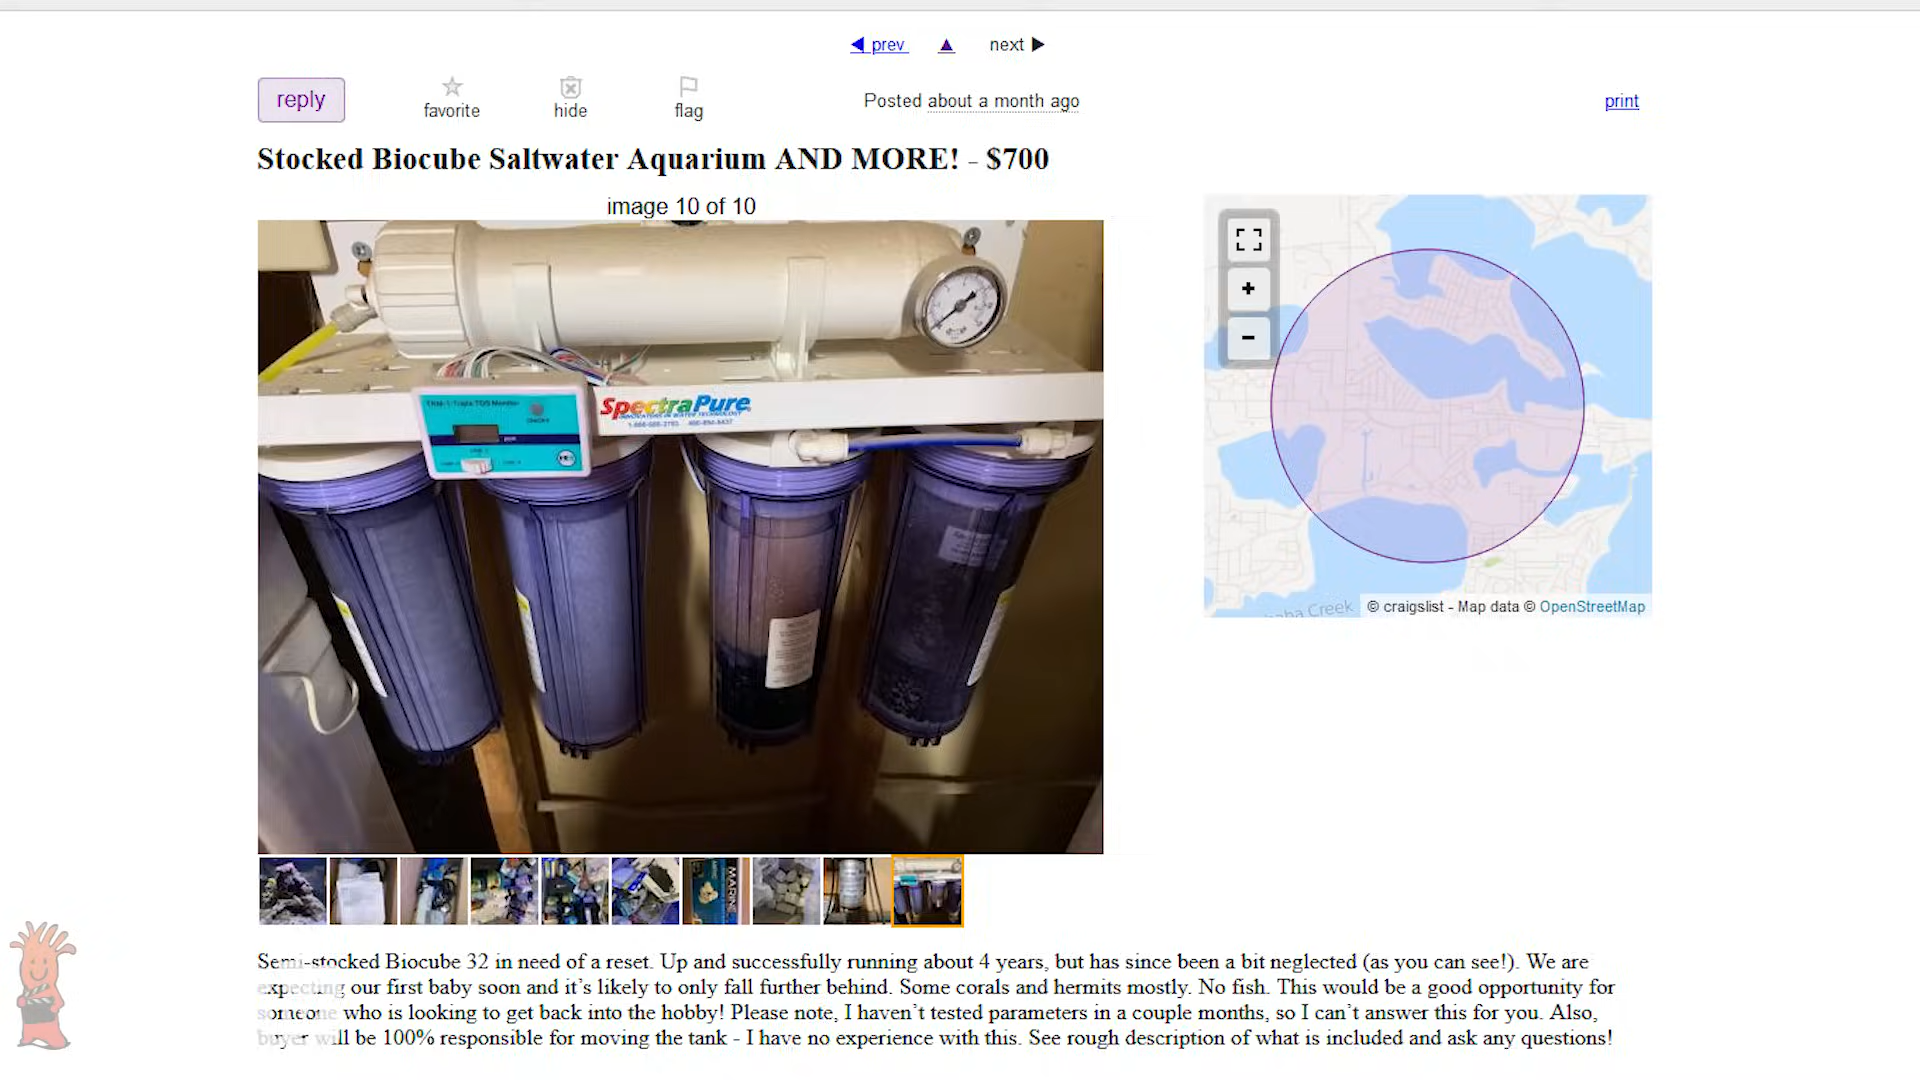 prev
next
reply
favorite
hide
flag
Posted about a month ago
print
Stocked Biocube Saltwater Aquarium AND MORE! - $700
image 10 of 10
+
-
SpectraPure
INNOVATORS IN WATER TECHNOLOGY
© craigslist - Map data © OpenStreetMap
MARINE
Semi-stocked Biocube 32 in need of a reset. Up and successfully running about 4 years, but has since been a bit neglected (as you can see!). We are
expecting our first baby soon and it’s likely to only fall further behind. Some corals and hermits mostly. No fish. This would be a good opportunity for
someone who is looking to get back into the hobby! Please note, I haven’t tested parameters in a couple months, so I can’t answer this for you. Also,
buyer will be 100% responsible for moving the tank - I have no experience with this. See rough description of what is included and ask any questions!